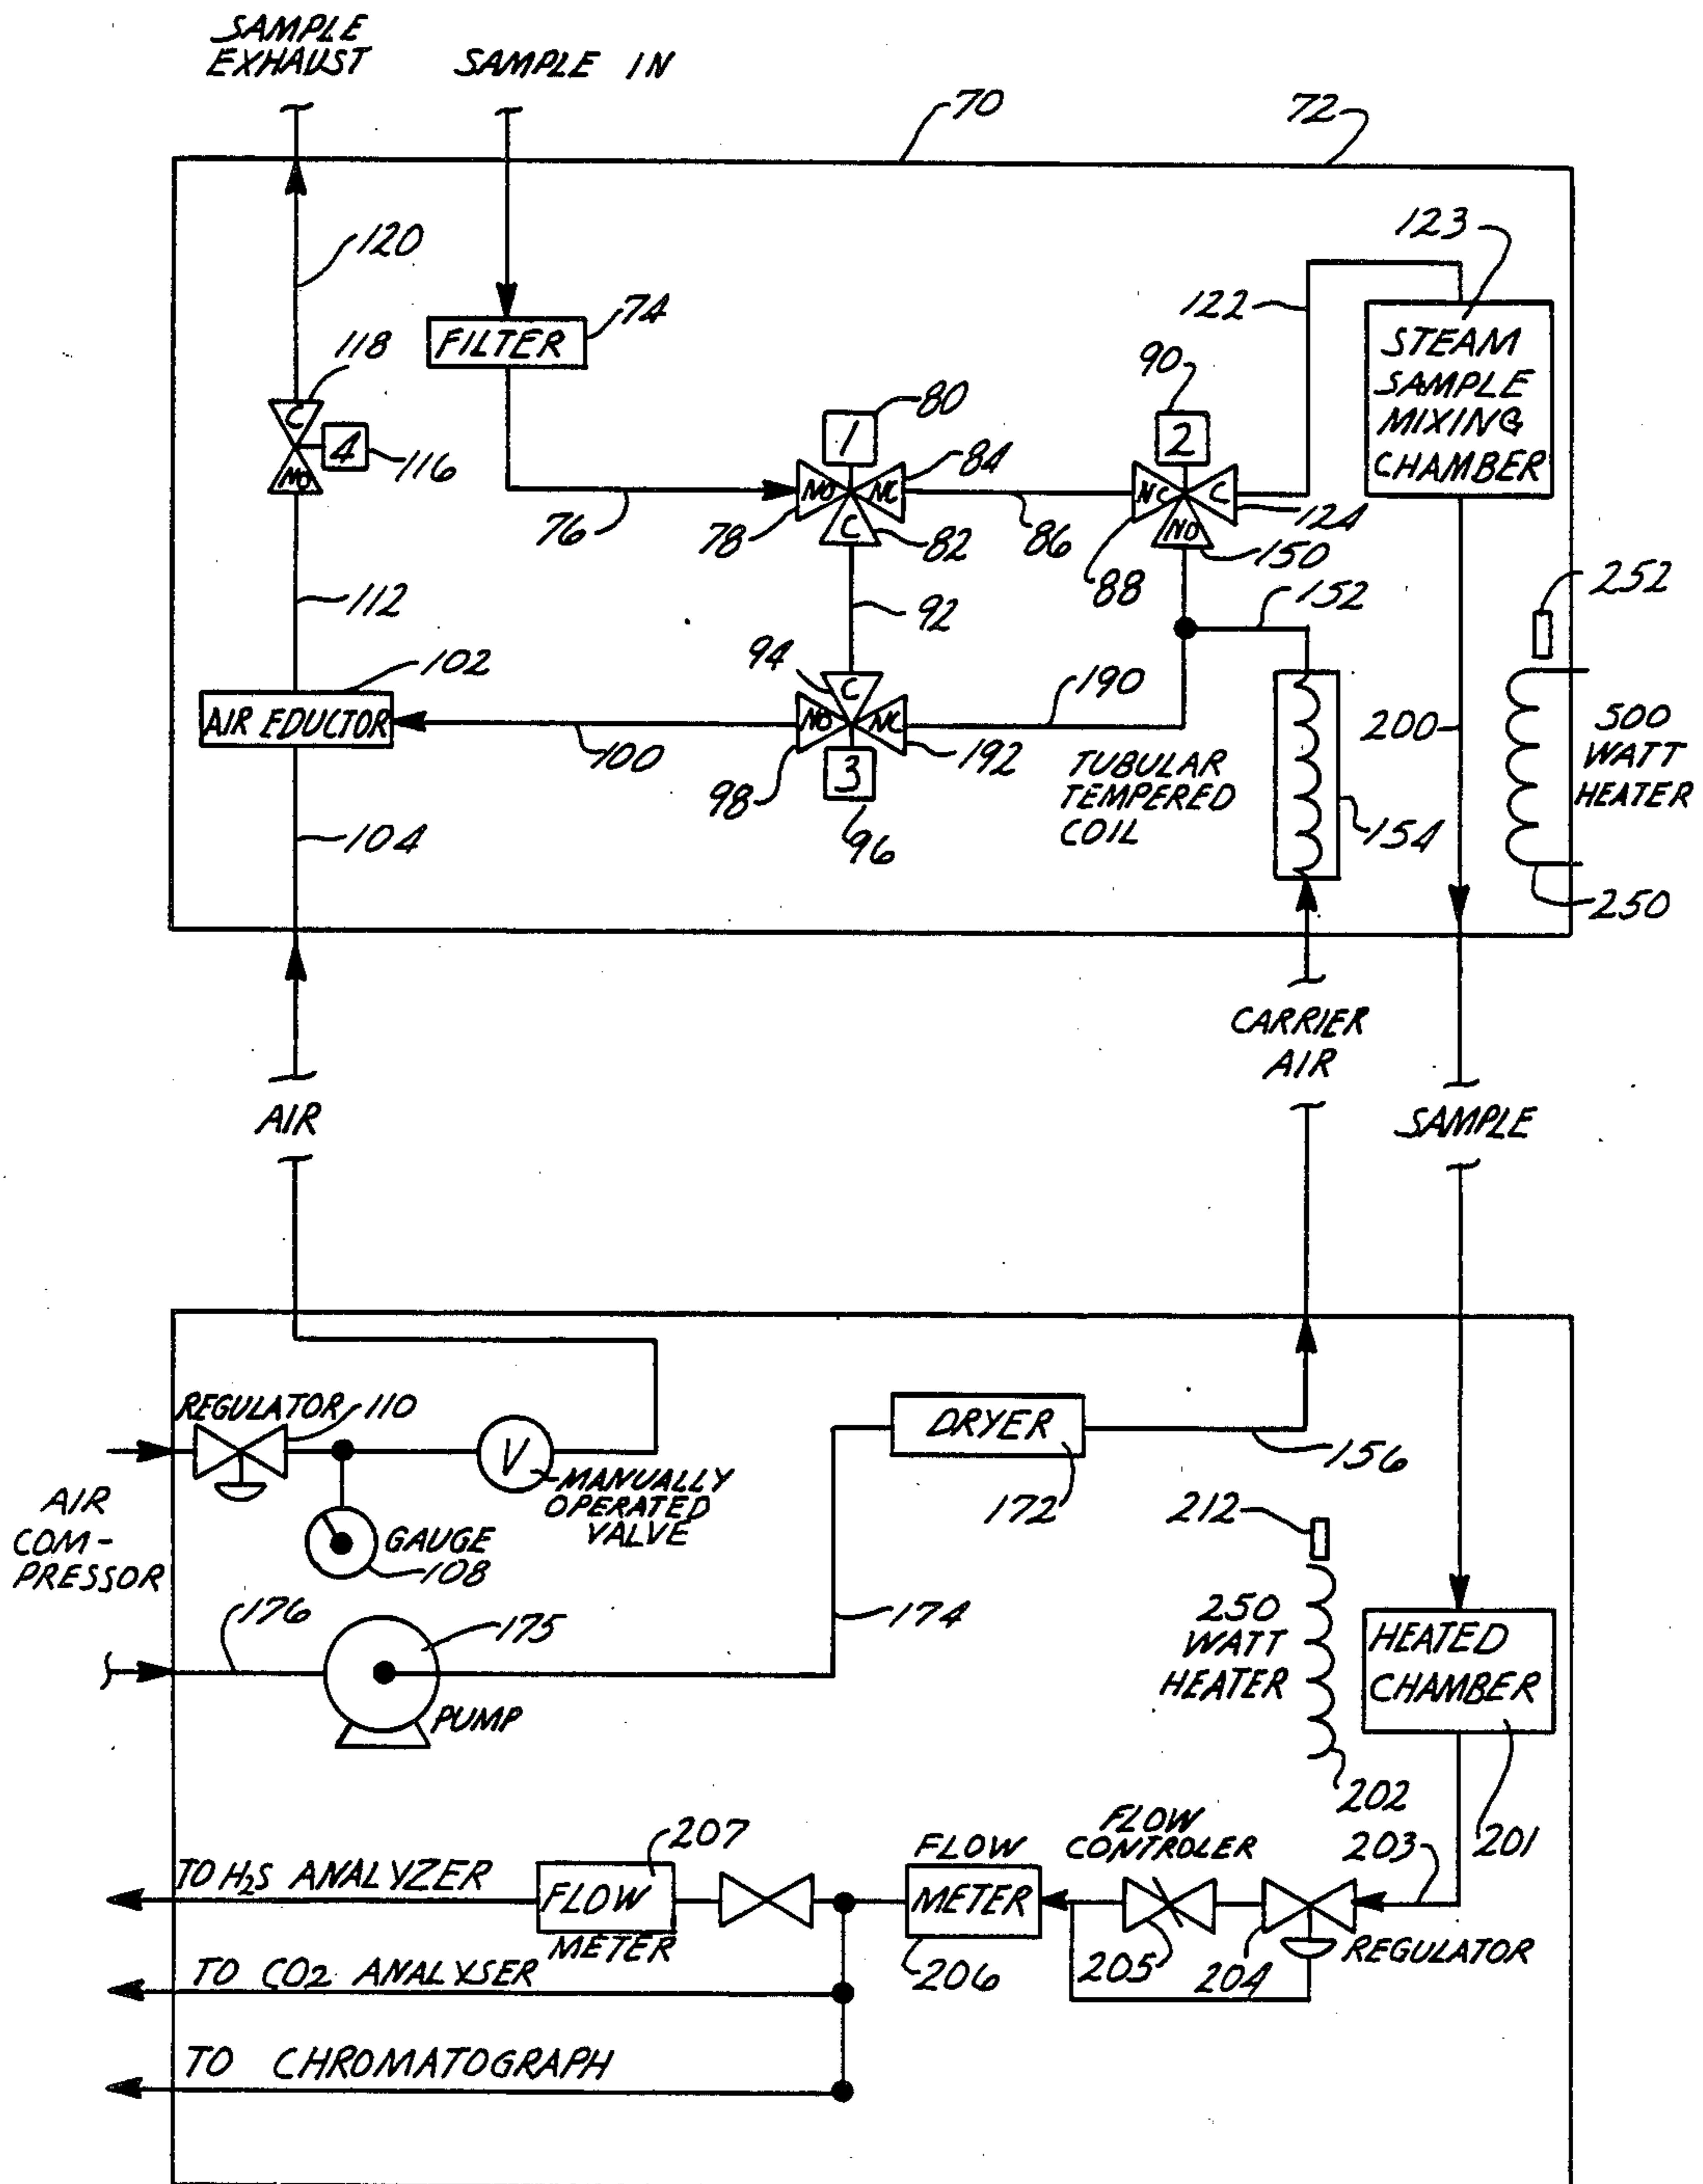 SAMPLE
EXHAUST
SAMPLE IN
70
72
120
123
74
FILTER
122
STEAM
SAMPLE
MIXING
CHAMBER
118
C
4
NO
116
90
80
1
2
84
NO
NC
C
NC
C
NO
76
78
82
86
88
124
150
252
112
92
152
102
94
C
190
AIR EDUCTOR
NO
NC
200
500
WATT
HEATER
100
98
3
192
TUBULAR
TEMPERED
COIL
104
96
154
250
CARRIER
AIR
AIR
SAMPLE
REGULATOR
110
DRYER
V
MANUALLY
OPERATED
VALVE
156
172
212
AIR
COM-
PRESSOR
GAUGE
108
176
175
174
250
WATT
HEATER
HEATED
CHAMBER
PUMP
202
FLOW
CONTROLER
207
FLOW
203
201
TO H₂S ANALYZER
FLOW
METER
METER
206
205
204
REGULATOR
TO CO2 ANALYSER
TO CHROMATOGRAPH